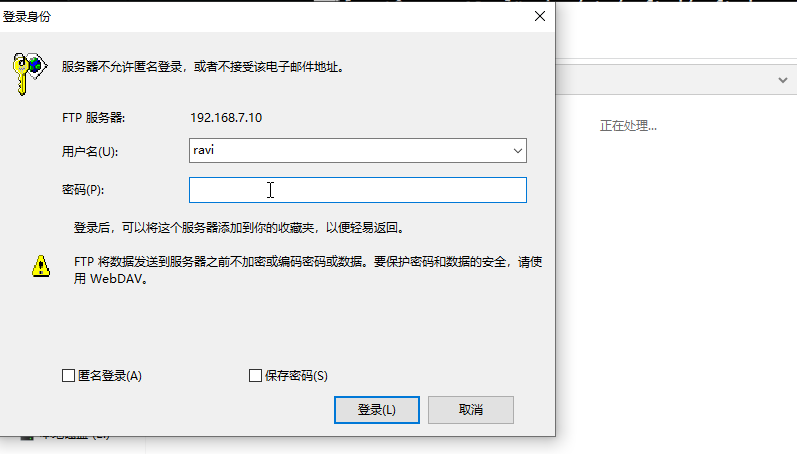 登录身份
服务器不允许匿名登录，或者不接受该电子邮件地址。
FTP 服务器:
192.168.7.10
用户名(U):
ravi
密码(P):
登录后，可以将这个服务器添加到你的收藏夹，以便轻易返回。
FTP 将数据发送到服务器之前不加密或编码密码或数据。要保护密码和数据的安全，请使
用 WebDAV。
匿名登录(A)
保存密码(S)
登录(L)
取消
正在处理...